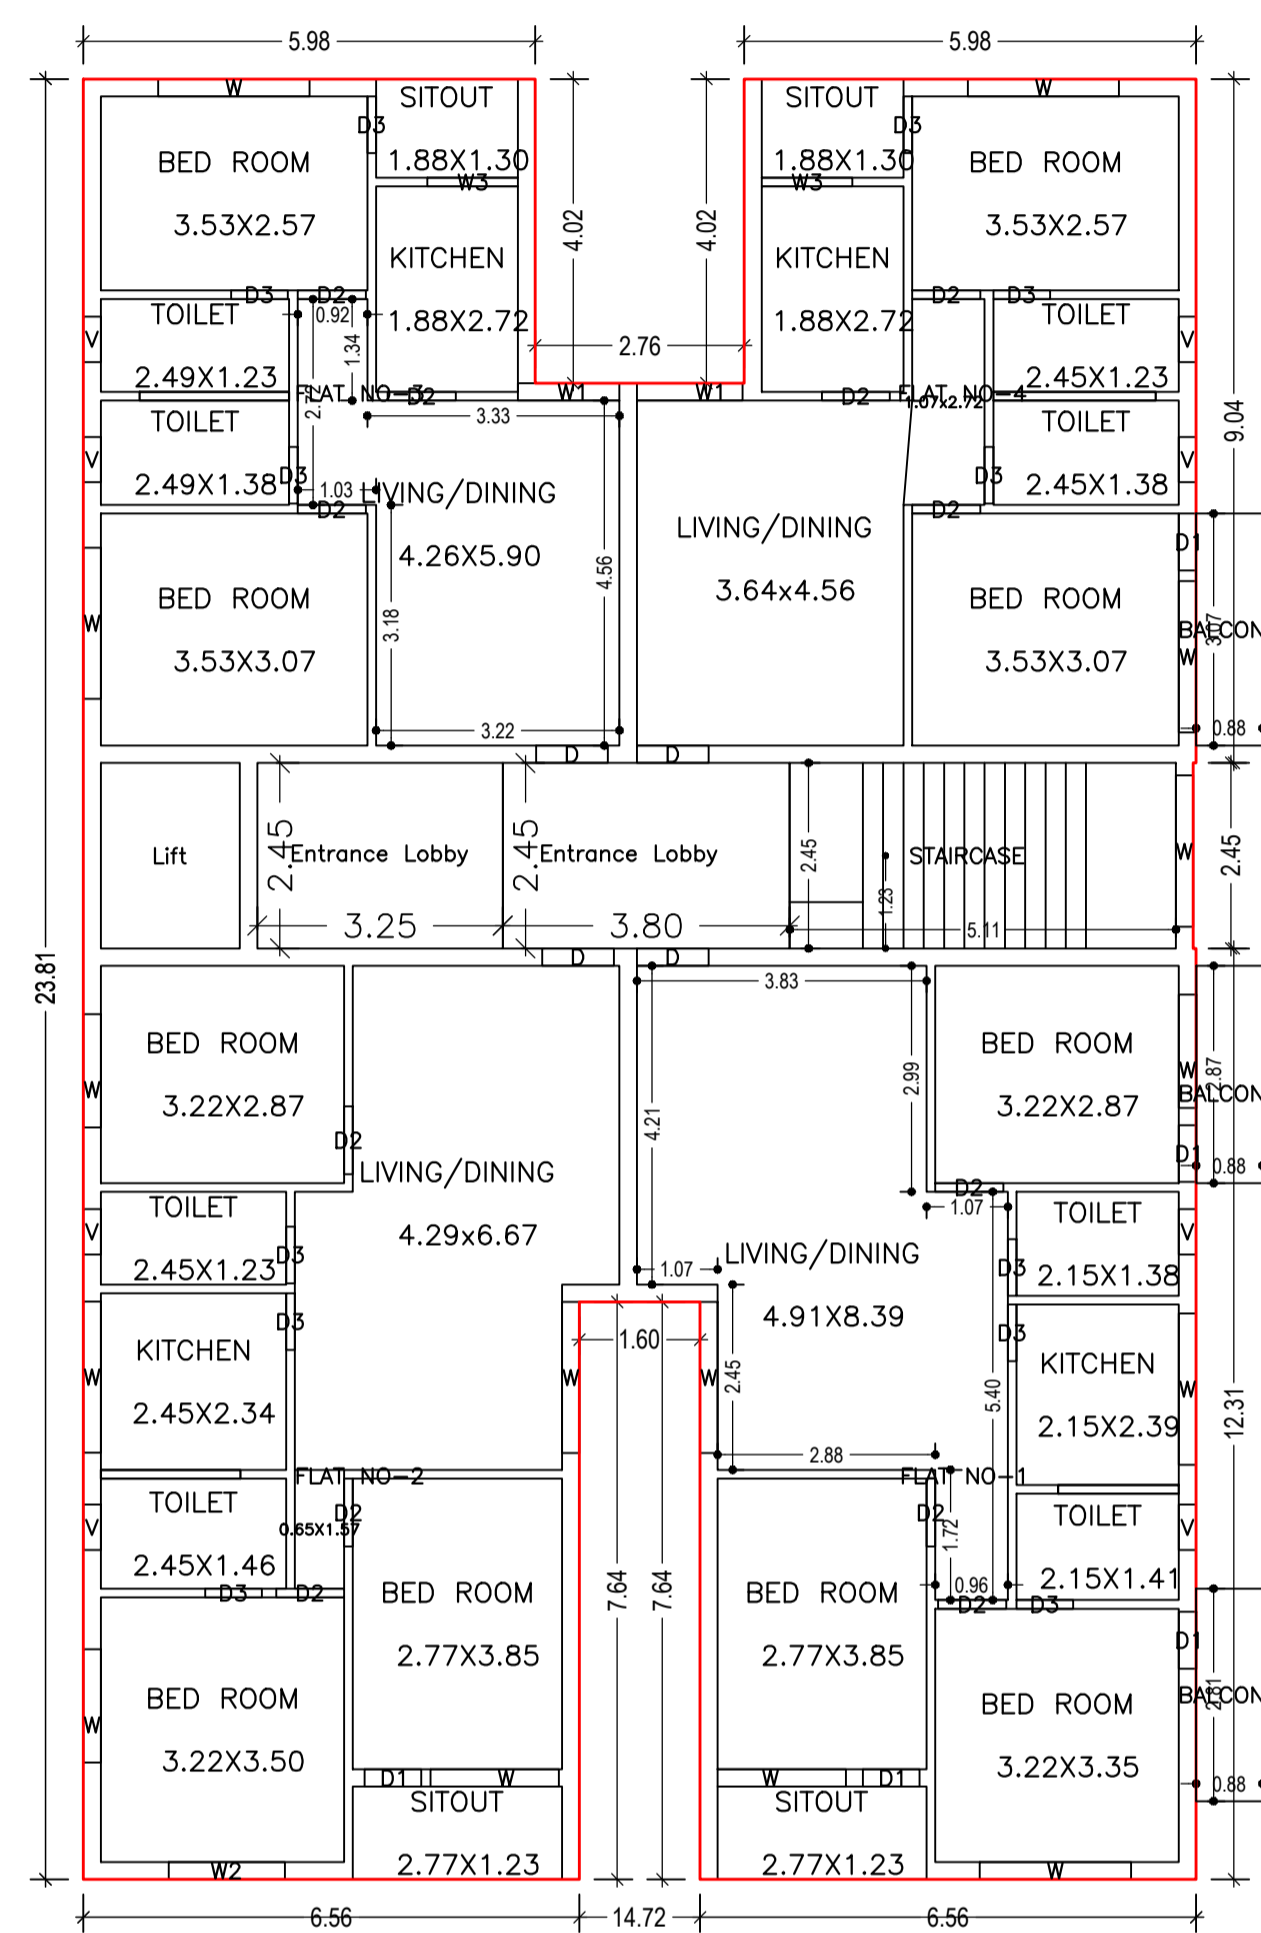 5.98
5.98
W
SITOUT
SITOUT
W
D3
D3
BED ROOM
1.88X1.30
1.88X1.30
BED ROOM
W3
W3
3.53X2.57
4.02
4.02
3.53X2.57
KITCHEN
KITCHEN
D3
D2
D2
D3
TOILET
0.92
1.88X2.72
1.88X2.72
TOILET
V
1.34
2.76
V
2.49X1.23
2.45X1.23
FLAT NO-3
D2
W1
W1
D2
FLAT NO-4
2.72
1.07x2.72
3.33
9.04
TOILET
TOILET
V
V
2.49X1.38
D3
1.03
LIVING/DINING
D3
2.45X1.38
D2
D2
LIVING/DINING
D1
4.26X5.90
4.56
3.64x4.56
BED ROOM
3.18
BED ROOM
W
3.07
BALCON
3.53X3.07
3.53X3.07
W
3.22
0.88
D
D
Lift
2.45
Entrance Lobby
2.45
Entrance Lobby
2.45
STAIRCASE
W
2.45
1.23
3.25
3.80
5.11
D
D
23.81
3.83
BED ROOM
2.99
BED ROOM
W
2.87
W
3.22X2.87
4.21
3.22X2.87
BALCON
D2
D1
LIVING/DINING
0.88
D2
TOILET
1.07
TOILET
V
4.29x6.67
V
D3
LIVING/DINING
2.45X1.23
1.07
D3
2.15X1.38
4.91X8.39
D3
1.60
D3
KITCHEN
KITCHEN
W
W
W
2.45
W
5.40
2.45X2.34
2.15X2.39
12.31
2.88
FLAT NO-2
FLAT NO-1
TOILET
D2
D2
TOILET
V
0.65X1.57
1.72
V
2.45X1.46
2.15X1.41
0.96
D3
D2
BED ROOM
7.64
7.64
BED ROOM
D2
D3
D1
2.77X3.85
2.77X3.85
BED ROOM
BED ROOM
2.81
BALCON
W
3.22X3.50
3.22X3.35
D1
W
W
D1
0.88
SITOUT
SITOUT
2.77X1.23
2.77X1.23
W2
W
6.56
14.72
6.56